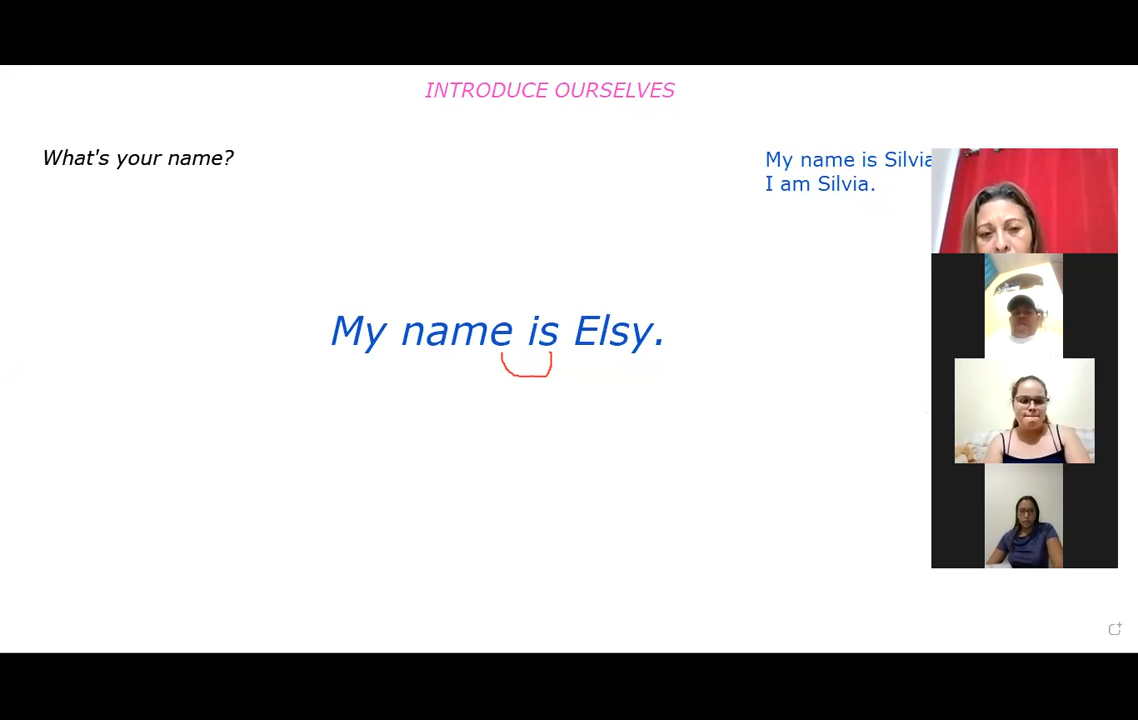 INTRODUCE OURSELVES
What's your name?
My name is Silvia
I am Silvia.
My name is Elsy.